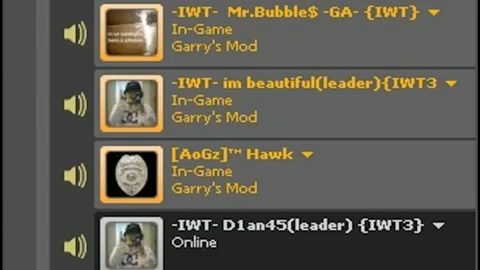 -IWT- Mr.Bubble$ -GA- {IWT}
In-Game
Garry's Mod
-IWT- im beautiful(leader){IWT3
In-Game
Garry's Mod
[AoGz]™ Hawk
In-Game
Garry's Mod
-IWT- D1an45(leader) {IWT3}
Online